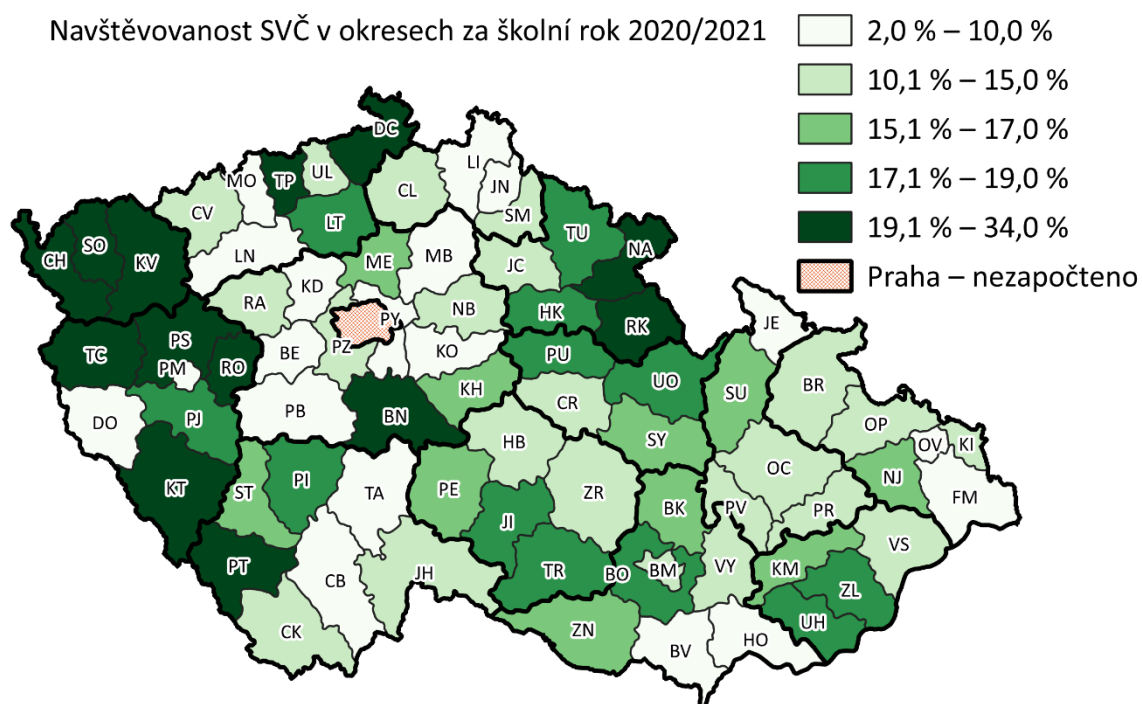 Navštěvovanost SVČ v okresech za školní rok 2020/2021
2,0 % – 10,0 %
10,1 % – 15,0 %
15,1 % – 17,0 %
17,1 % – 19,0 %
19,1 % – 34,0 %
Praha – nezapočteno
DC
LI
MO
TP
UL
JN
CL
CV
SM
LT
TU
SO
NA
CH
KV
LN
ME
MB
JC
KD
RA
NB
HK
PY
RK
JE
PS
TC
PZ
BE
KO
PU
PM
RO
UO
BR
KH
SU
CR
PB
BN
DO
PJ
OP
SY
HB
OV
KI
OC
NJ
KT
ST
PI
TA
PE
ZR
BK
PV
PR
FM
JI
VS
PT
CB
JH
TR
BO
BM
VY
KM
ZL
UH
CK
ZN
BV
HO